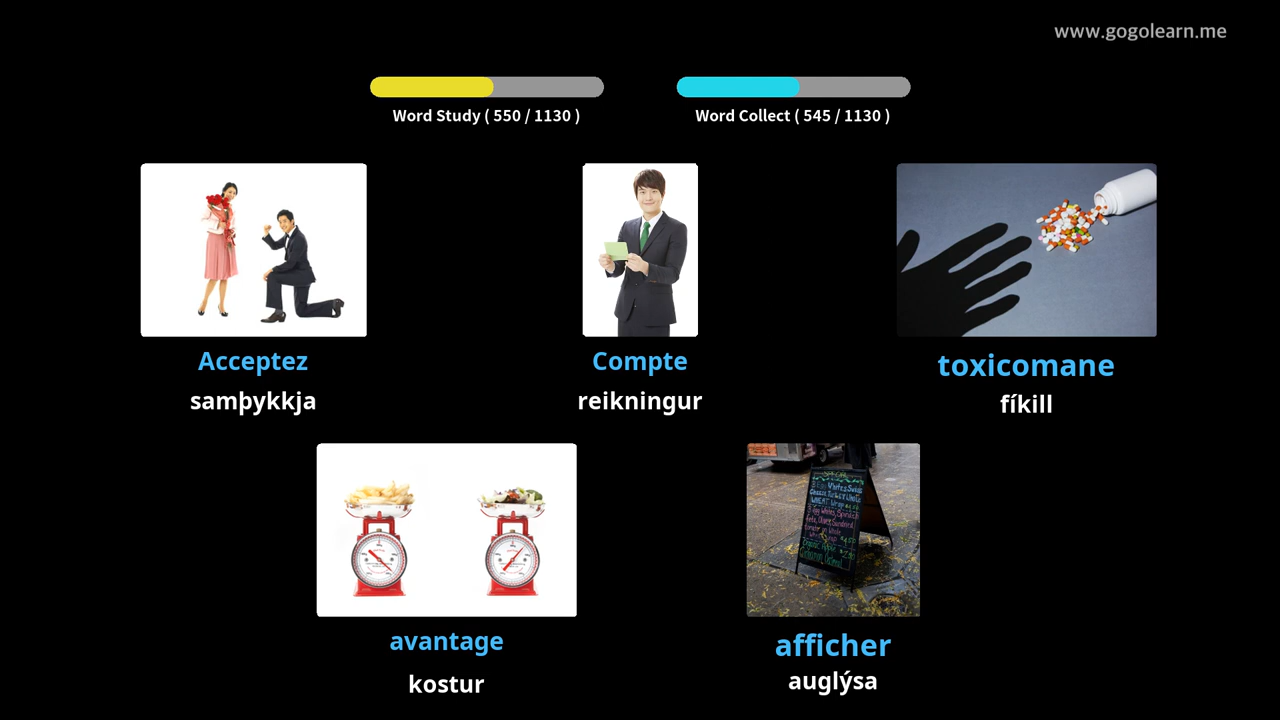 www.gogolearn.me
Word Study ( 550 / 1130 )
Word Collect ( 545 / 1130 )
Acceptez
samþykkja
Compte
reikningur
toxicomane
fíkill
avantage
kostur
afficher
auglýsa